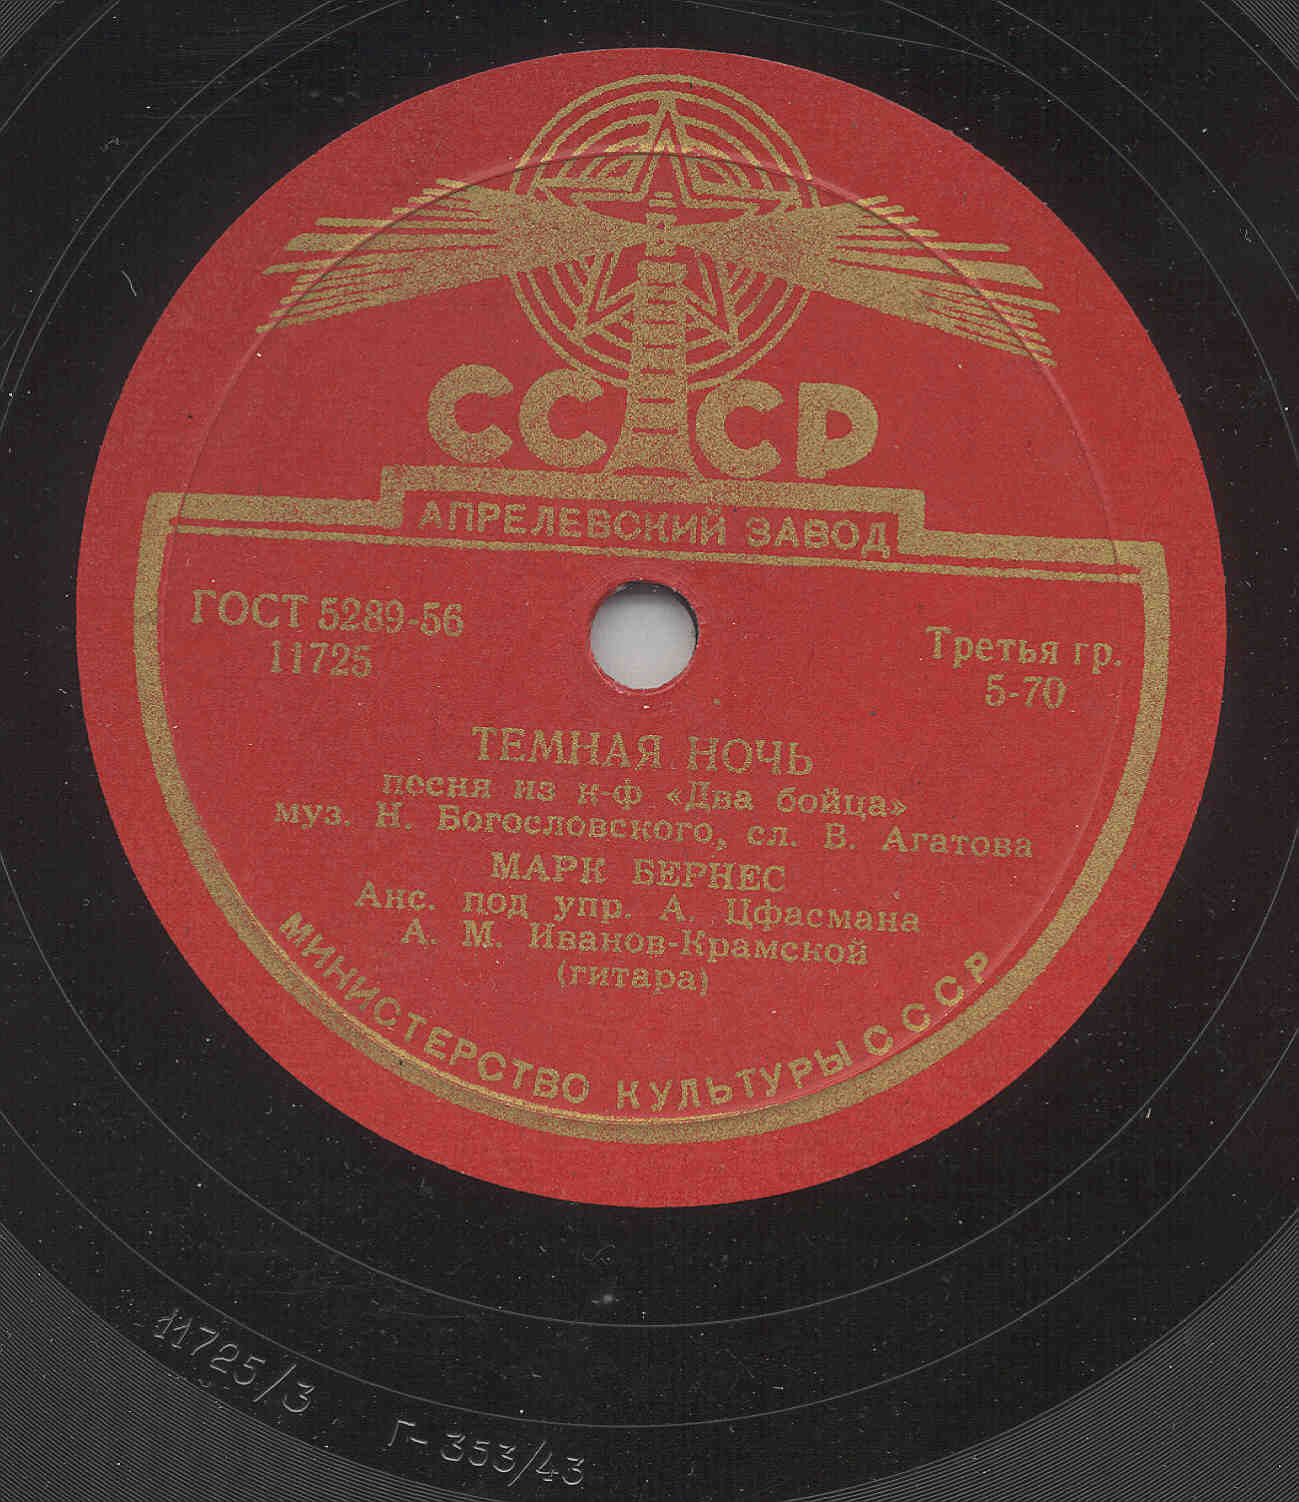 СССР
АПРЕЛЕВСКИЙ ЗАВОД
ГОСТ 5289-56
11725
Третья гр.
5-70
ТЕМНАЯ НОЧЬ
песня из к-ф «Два бойца»
муз. Н. Богословского, сл. В. Агатова
МАРК БЕРНЕС
Анс. под упр. А. Цфасмана
А. М. Иванов-Крамской
(гитара)
МИНИСТЕРСТВО КУЛЬТУРЫ СССР
11725/3 Г-353/43